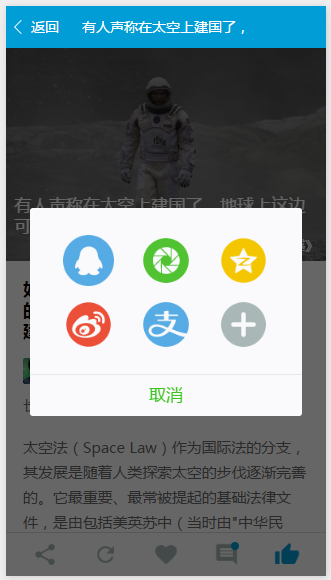 返回 有人声称在太空上建国了，
有人声称在太空上建国了，地球上这边
可
》
取消
太空法（Space Law）作为国际法的分支，
其发展是随着人类探索太空的步伐逐渐完善
的。它最重要、最常被提起的基础法律文
件，是由包括美英苏中（当时由"中华民